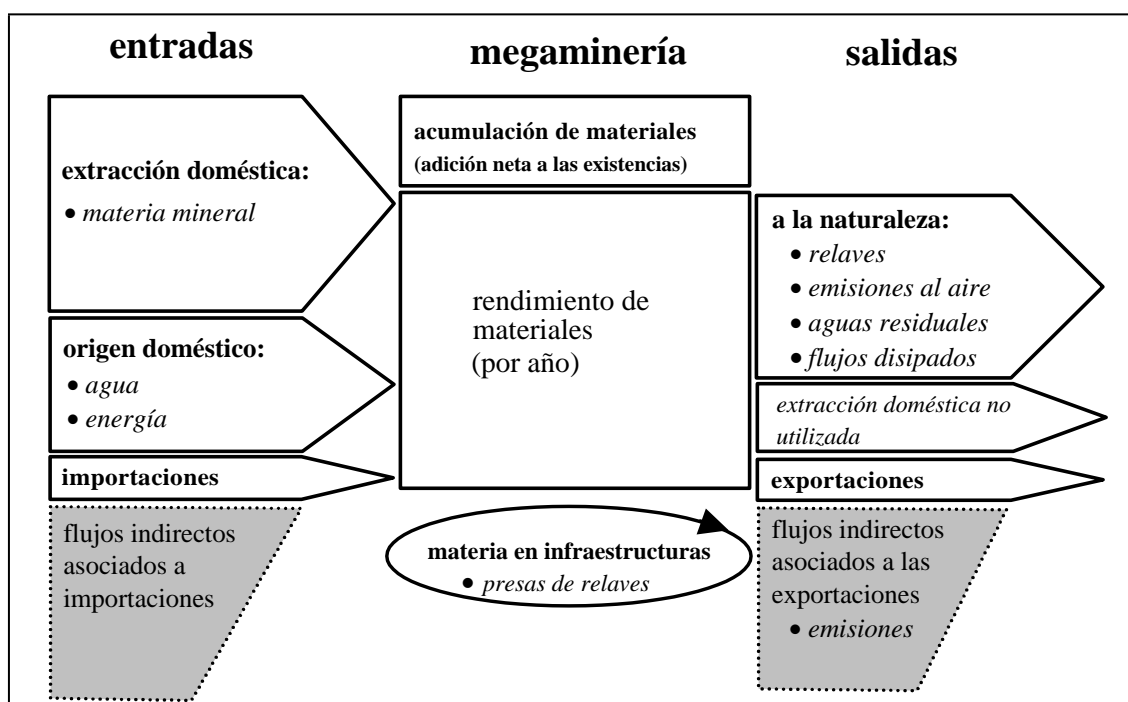 entradas
megaminería
salidas
extracción doméstica:
• materia mineral
origen doméstico:
• agua
• energía
importaciones
flujos indirectos
asociados a
importaciones
acumulación de materiales
(adición neta a las existencias)
rendimiento de
materiales
(por año)
materia en infraestructuras
• presas de relaves
a la naturaleza:
• relaves
• emisiones al aire
• aguas residuales
• flujos disipados
extracción doméstica no
utilizada
exportaciones
flujos indirectos
asociados a las
exportaciones
• emisiones